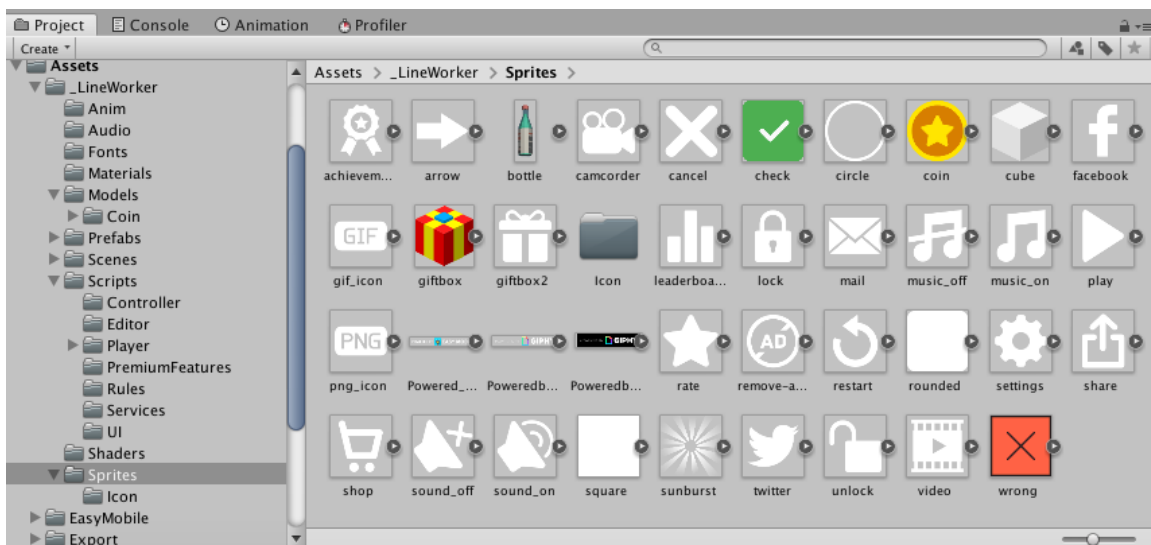 Project Console Animation Profiler
Create
Assets Assets > _LineWorker > Sprites >
_LineWorker
Anim
Audio
Fonts
Materials
Models
Coin
Prefabs
Scenes
Scripts
Controller
Editor
Player
PremiumFeatures
Rules
Services
UI
Shaders
Sprites
Icon
EasyMobile
Export
achievem... arrow bottle camcorder cancel check circle coin cube facebook
GIF
gif_icon giftbox giftbox2 Icon leaderboa... lock mail music_off music_on play
PNG GIPHY AD
png_icon Powered_... Poweredb... Poweredb... rate remove-a... restart rounded settings share
shop sound_off sound_on square sunburst twitter unlock video wrong